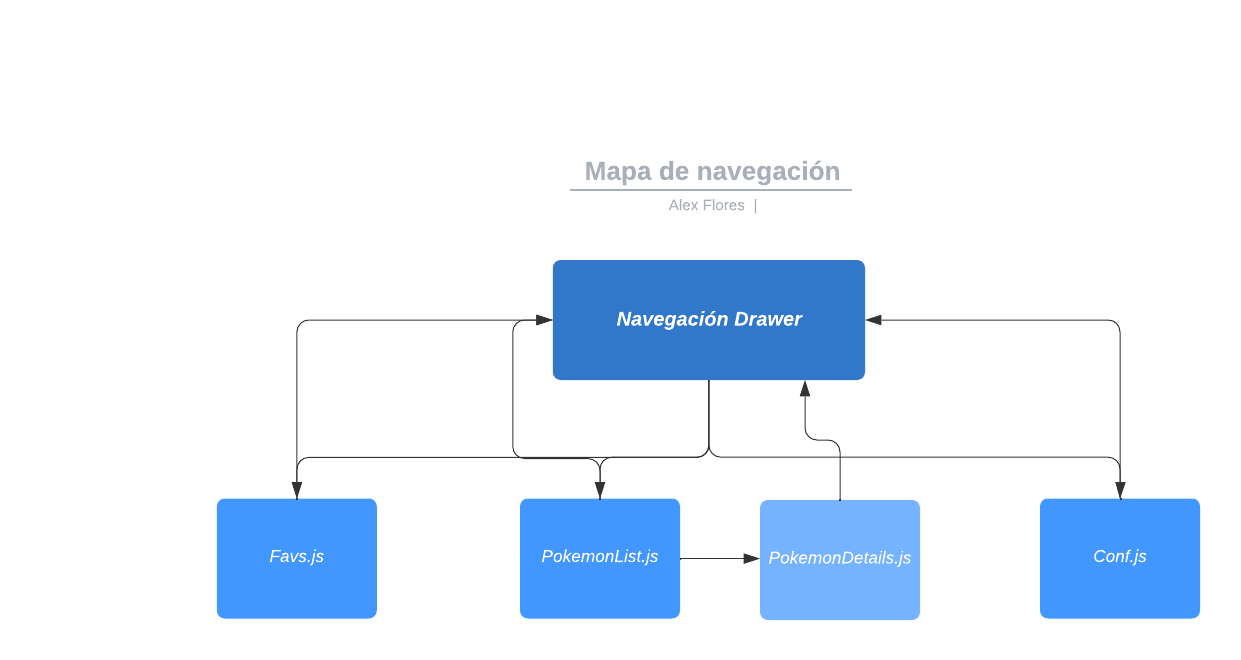 Mapa de navegación
Alex Flores |
Navegación Drawer
Favs.js
PokemonList.js
PokemonDetails.js
Conf.js